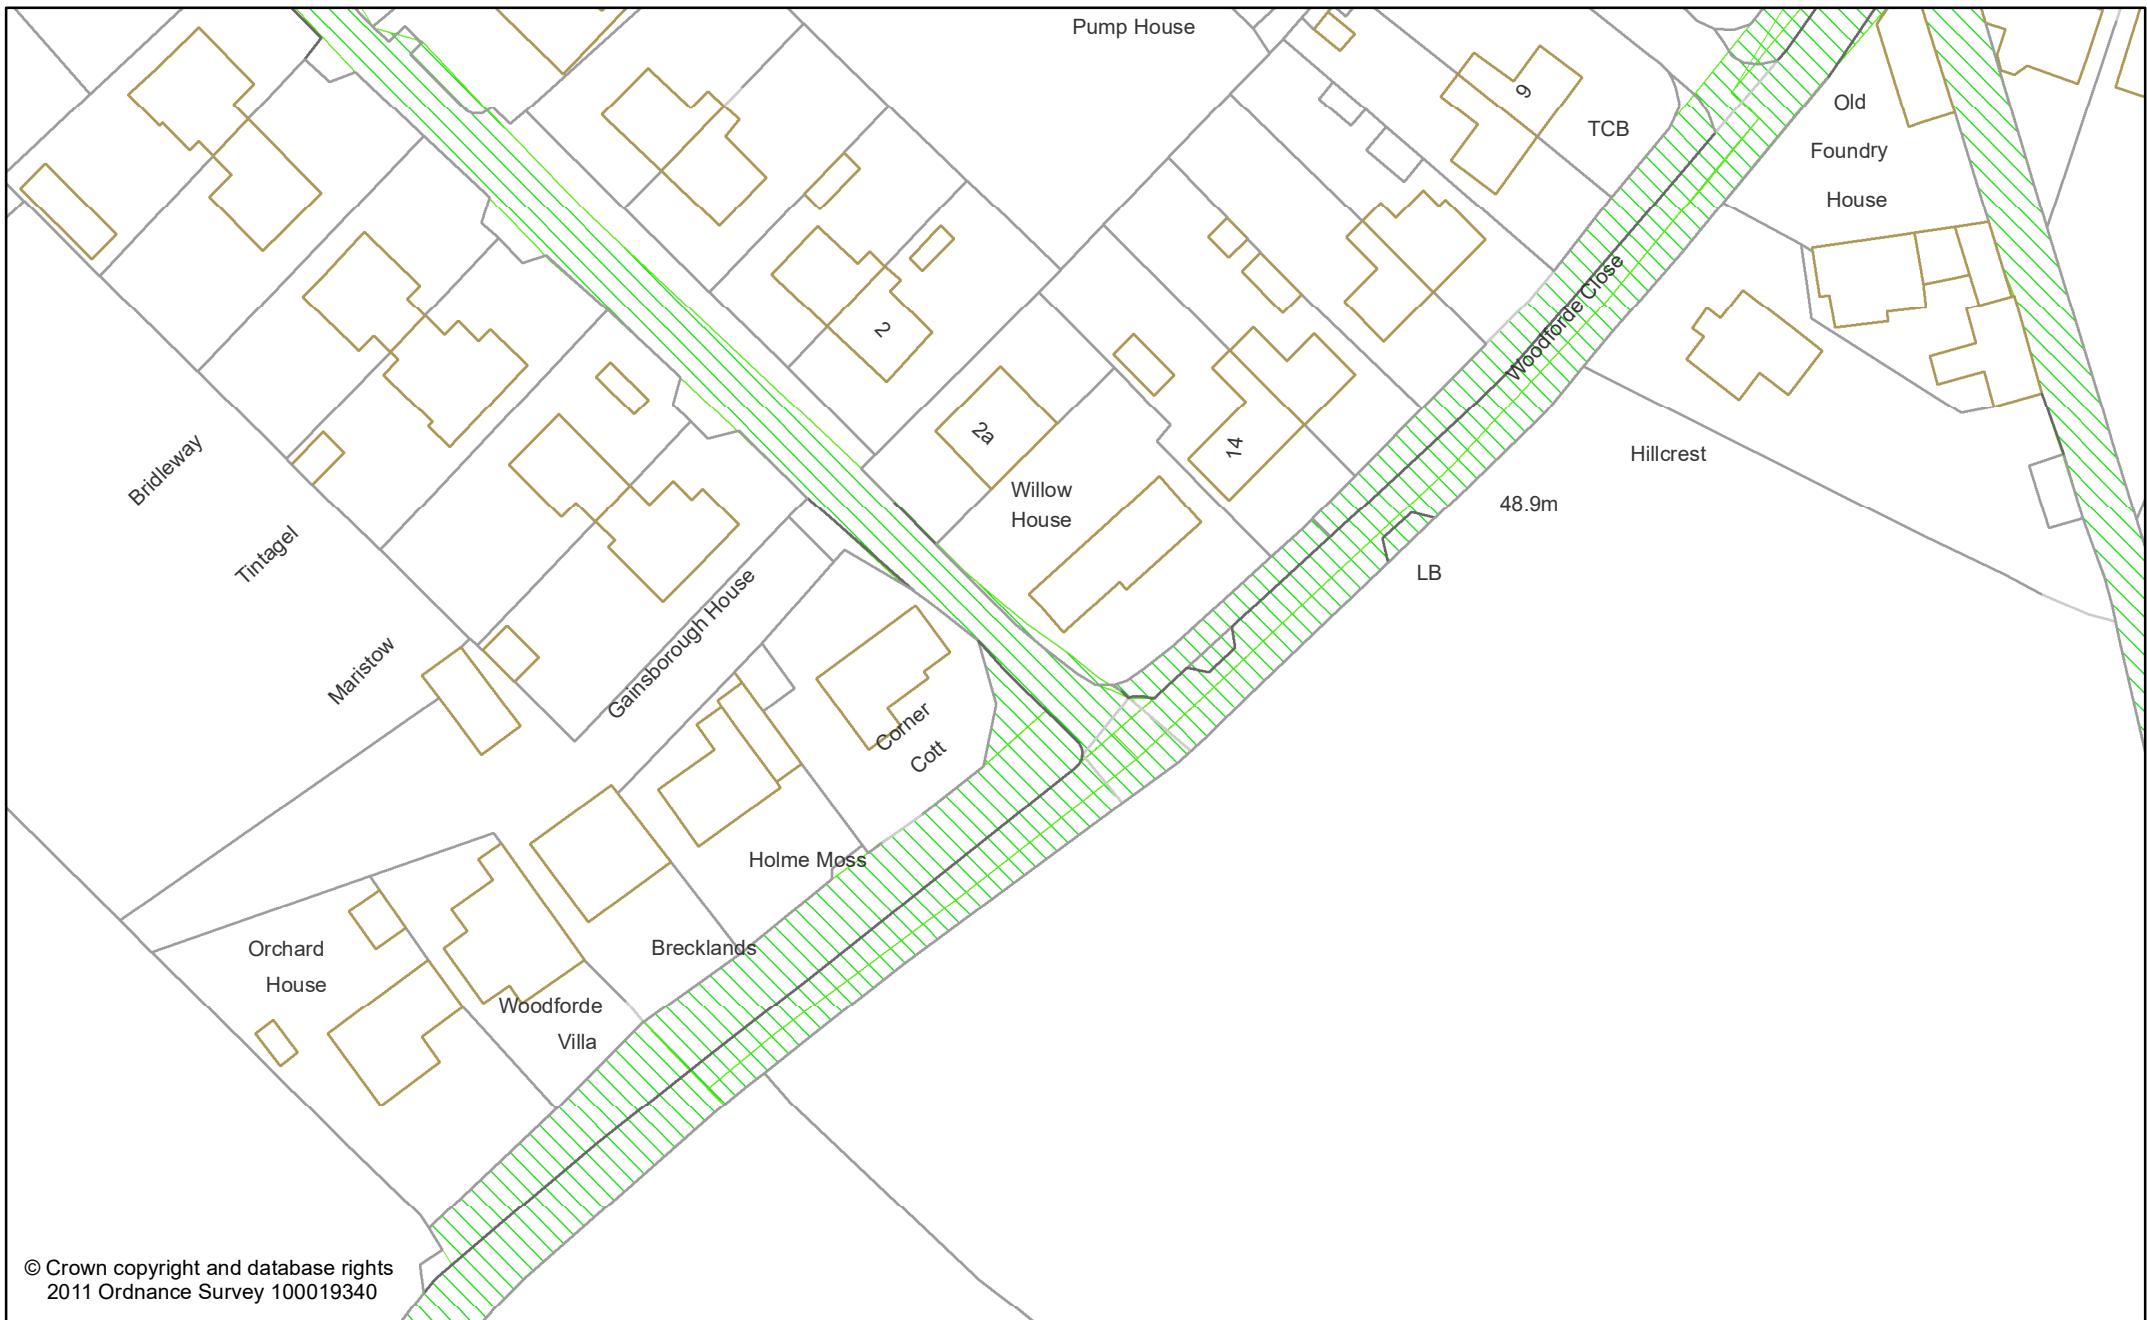 Pump House
9
TCB
Old
Foundry
House
Woodforde Close
2
2a
14
Willow
House
Hillcrest
48.9m
LB
Bridleway
Tintagel
Maristow
Gainsborough House
Corner
Cott
Holme Moss
Brecklands
Orchard
House
Woodforde
Villa
© Crown copyright and database rights
2011 Ordnance Survey 100019340